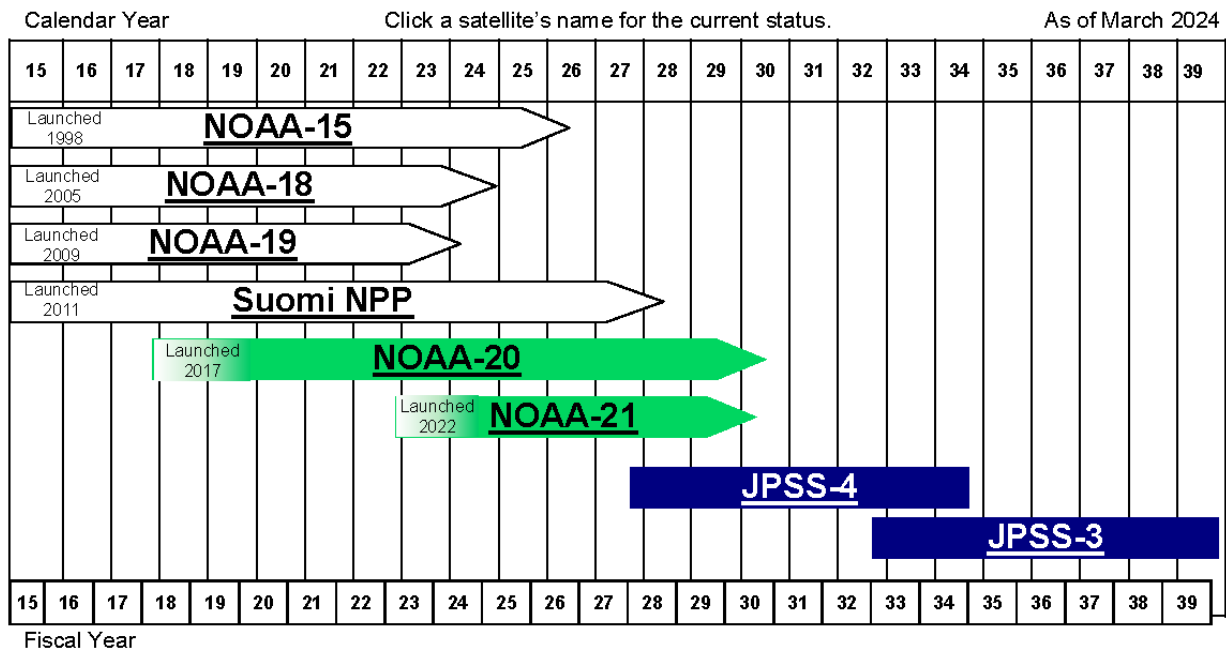 Calendar Year Click a satellite’s name for the current status. As of March 2024
15 16 17 18 19 20 21 22 23 24 25 26 27 28 29 30 31 32 33 34 35 36 37 38 39
Launched
1998
NOAA-15
Launched
2005
NOAA-18
Launched
2009
NOAA-19
Launched
2011
Suomi NPP
Launched
2017
NOAA-20
Launched
2022
NOAA-21
JPSS-4
JPSS-3
15 16 17 18 19 20 21 22 23 24 25 26 27 28 29 30 31 32 33 34 35 36 37 38 39
Fiscal Year